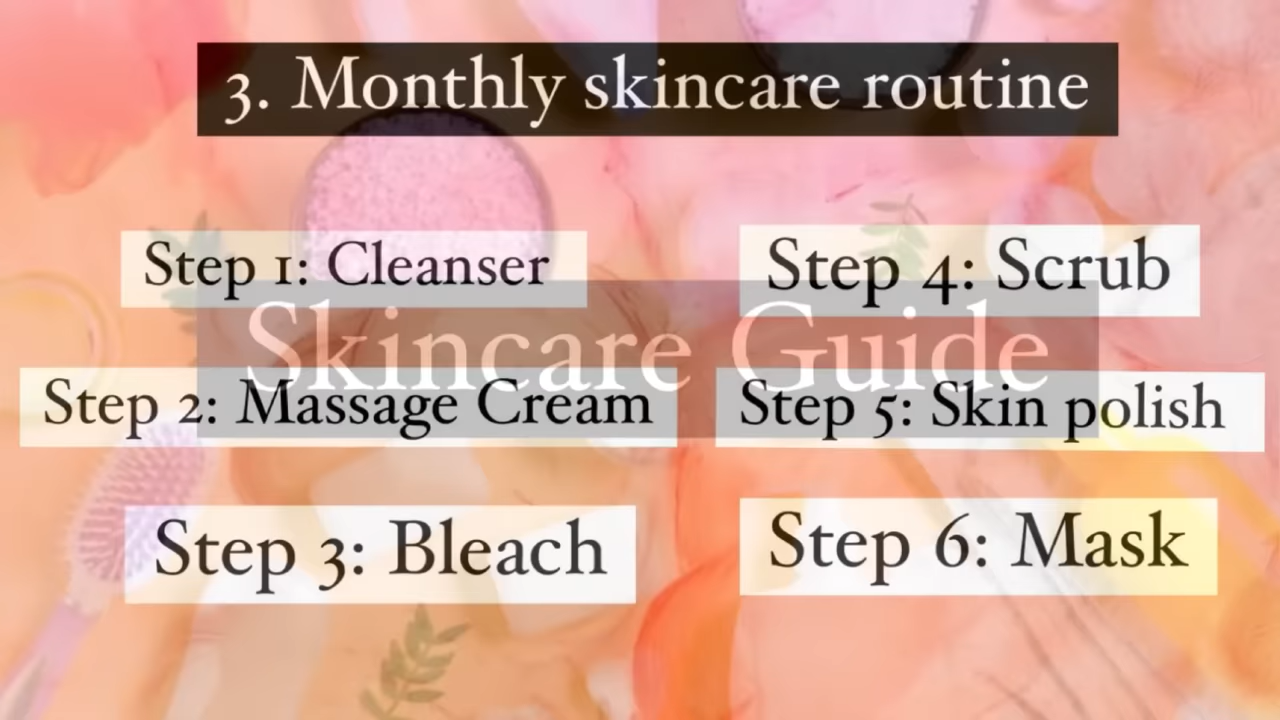 3. Monthly skincare routine
Step 1: Cleanser
Step 2: Massage Cream
Step 3: Bleach
Step 4: Scrub
Step 5: Skin polish
Step 6: Mask
Skincare Guide